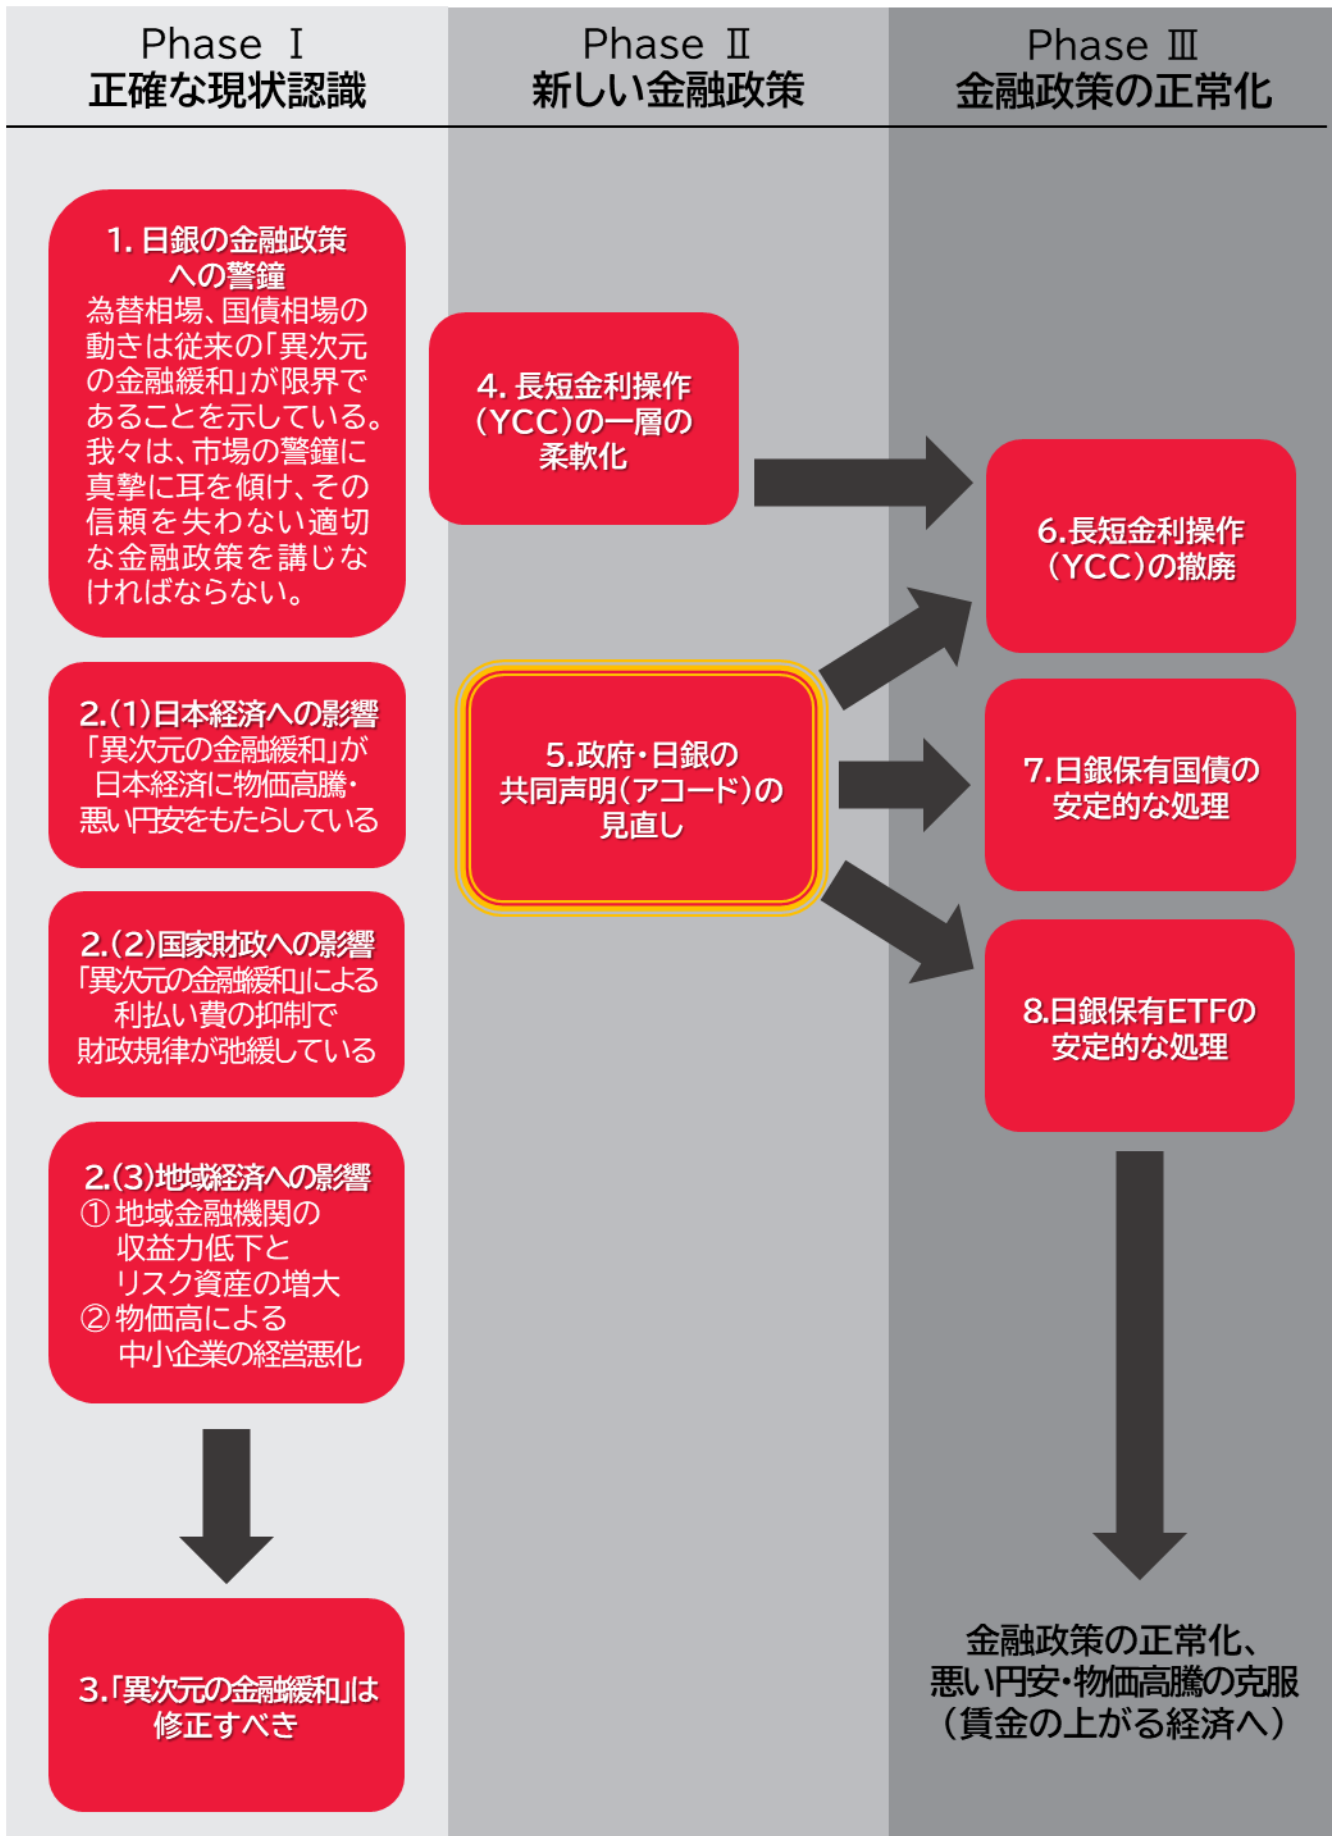 Phase Ⅰ
正確な現状認識
Phase Ⅱ
新しい金融政策
Phase Ⅲ
金融政策の正常化
1. 日銀の金融政策
への警鐘
為替相場、国債相場の
動きは従来の「異次元
の金融緩和」が限界で
あることを示している。
我々は、市場の警鐘に
真摯に耳を傾け、その
信頼を失わない適切
な金融政策を講じな
ければならない。
2.(1)日本経済への影響
「異次元の金融緩和」が
日本経済に物価高騰・
悪い円安をもたらしている
2.(2)国家財政への影響
「異次元の金融緩和」による
利払い費の抑制で
財政規律が弛緩している
2.(3)地域経済への影響
① 地域金融機関の
収益力低下と
リスク資産の増大
② 物価高による
中小企業の経営悪化
3.「異次元の金融緩和」は
修正すべき
4. 長短金利操作
(YCC)の一層の
柔軟化
5.政府・日銀の
共同声明(アコード)の
見直し
6.長短金利操作
(YCC)の撤廃
7.日銀保有国債の
安定的な処理
8.日銀保有ETFの
安定的な処理
金融政策の正常化、
悪い円安・物価高騰の克服
(賃金の上がる経済へ)